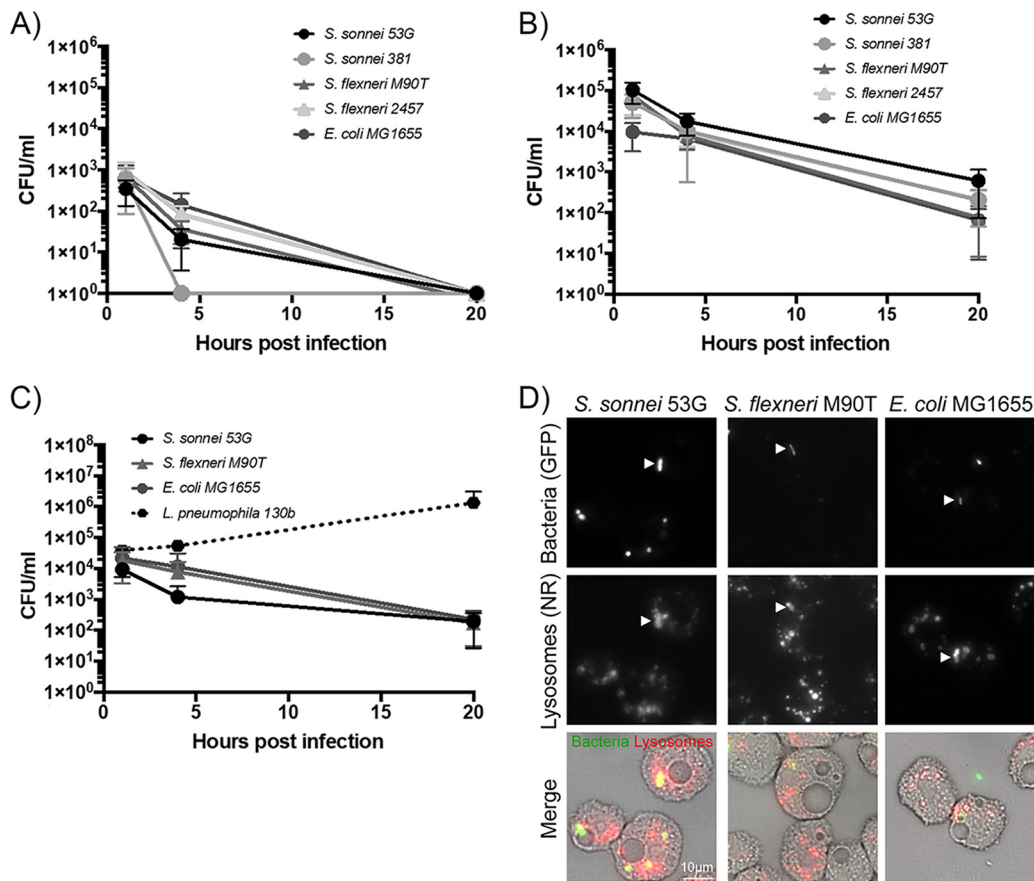 A)
S. sonnei 53G
S. sonnei 381
S. flexneri M90T
S. flexneri 2457
E. coli MG1655
CFU/ml
1×10⁶
1×10⁵
1×10⁴
1×10³
1×10²
1×10¹
1×10⁰
0 5 10 15 20
Hours post infection
B)
S. sonnei 53G
S. sonnei 381
S. flexneri M90T
S. flexneri 2457
E. coli MG1655
CFU/ml
1×10⁶
1×10⁵
1×10⁴
1×10³
1×10²
1×10¹
1×10⁰
0 5 10 15 20
Hours post infection
C)
S. sonnei 53G
S. flexneri M90T
E. coli MG1655
L. pneumophila 130b
CFU/ml
1×10⁸
1×10⁷
1×10⁶
1×10⁵
1×10⁴
1×10³
1×10²
1×10¹
1×10⁰
0 5 10 15 20
Hours post infection
D)
S. sonnei 53G S. flexneri M90T E. coli MG1655
Bacteria (GFP)
Lysosomes (NR)
Merge
Bacteria Lysosomes
10μm